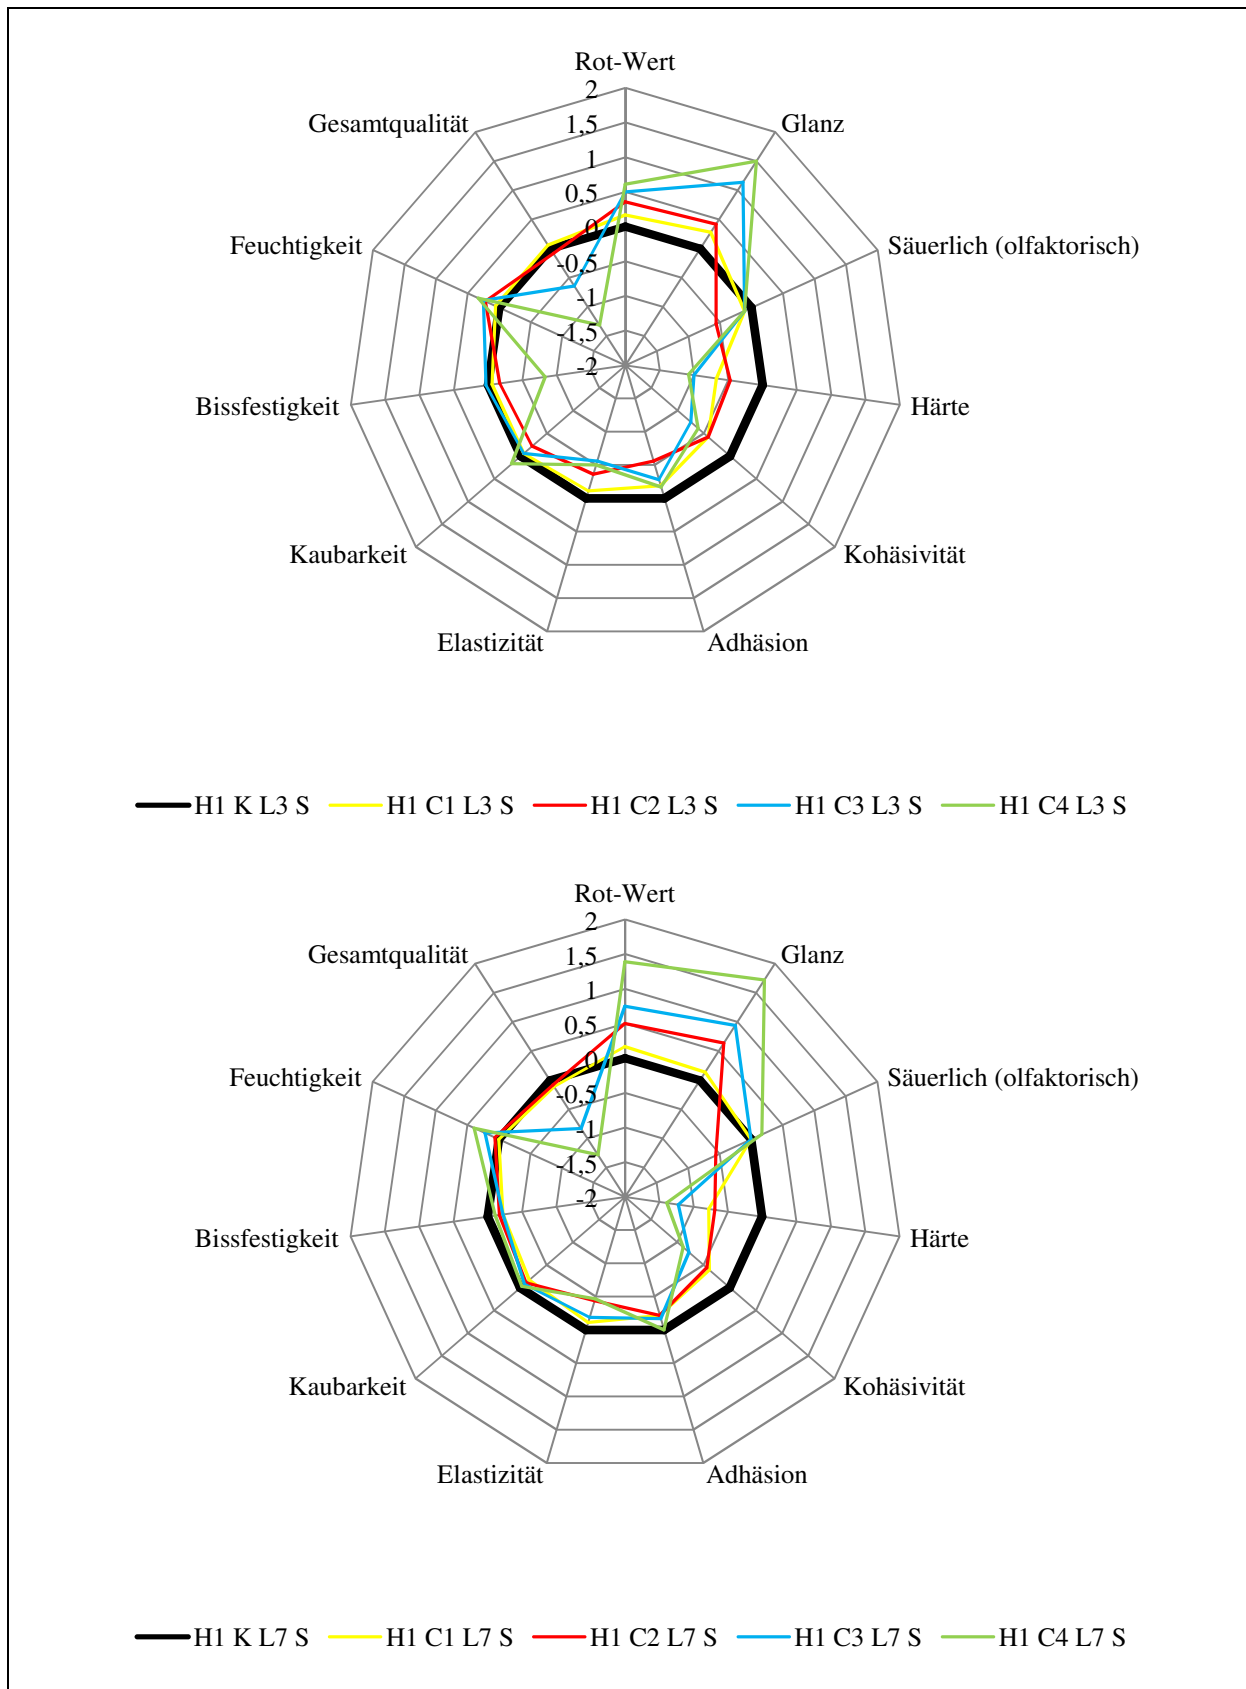 Rot-Wert
2
Gesamtqualität
Glanz
1,5
1
0,5
Feuchtigkeit
Säuerlich (olfaktorisch)
0
-0,5
-1
-1,5
-2
Bissfestigkeit
Härte
Kaubarkeit
Kohäsivität
Elastizität
Adhäsion
H1 K L3 S H1 C1 L3 S H1 C2 L3 S H1 C3 L3 S H1 C4 L3 S
Rot-Wert
2
Gesamtqualität
Glanz
1,5
1
0,5
Feuchtigkeit
Säuerlich (olfaktorisch)
0
-0,5
-1
-1,5
-2
Bissfestigkeit
Härte
Kaubarkeit
Kohäsivität
Elastizität
Adhäsion
H1 K L7 S H1 C1 L7 S H1 C2 L7 S H1 C3 L7 S H1 C4 L7 S